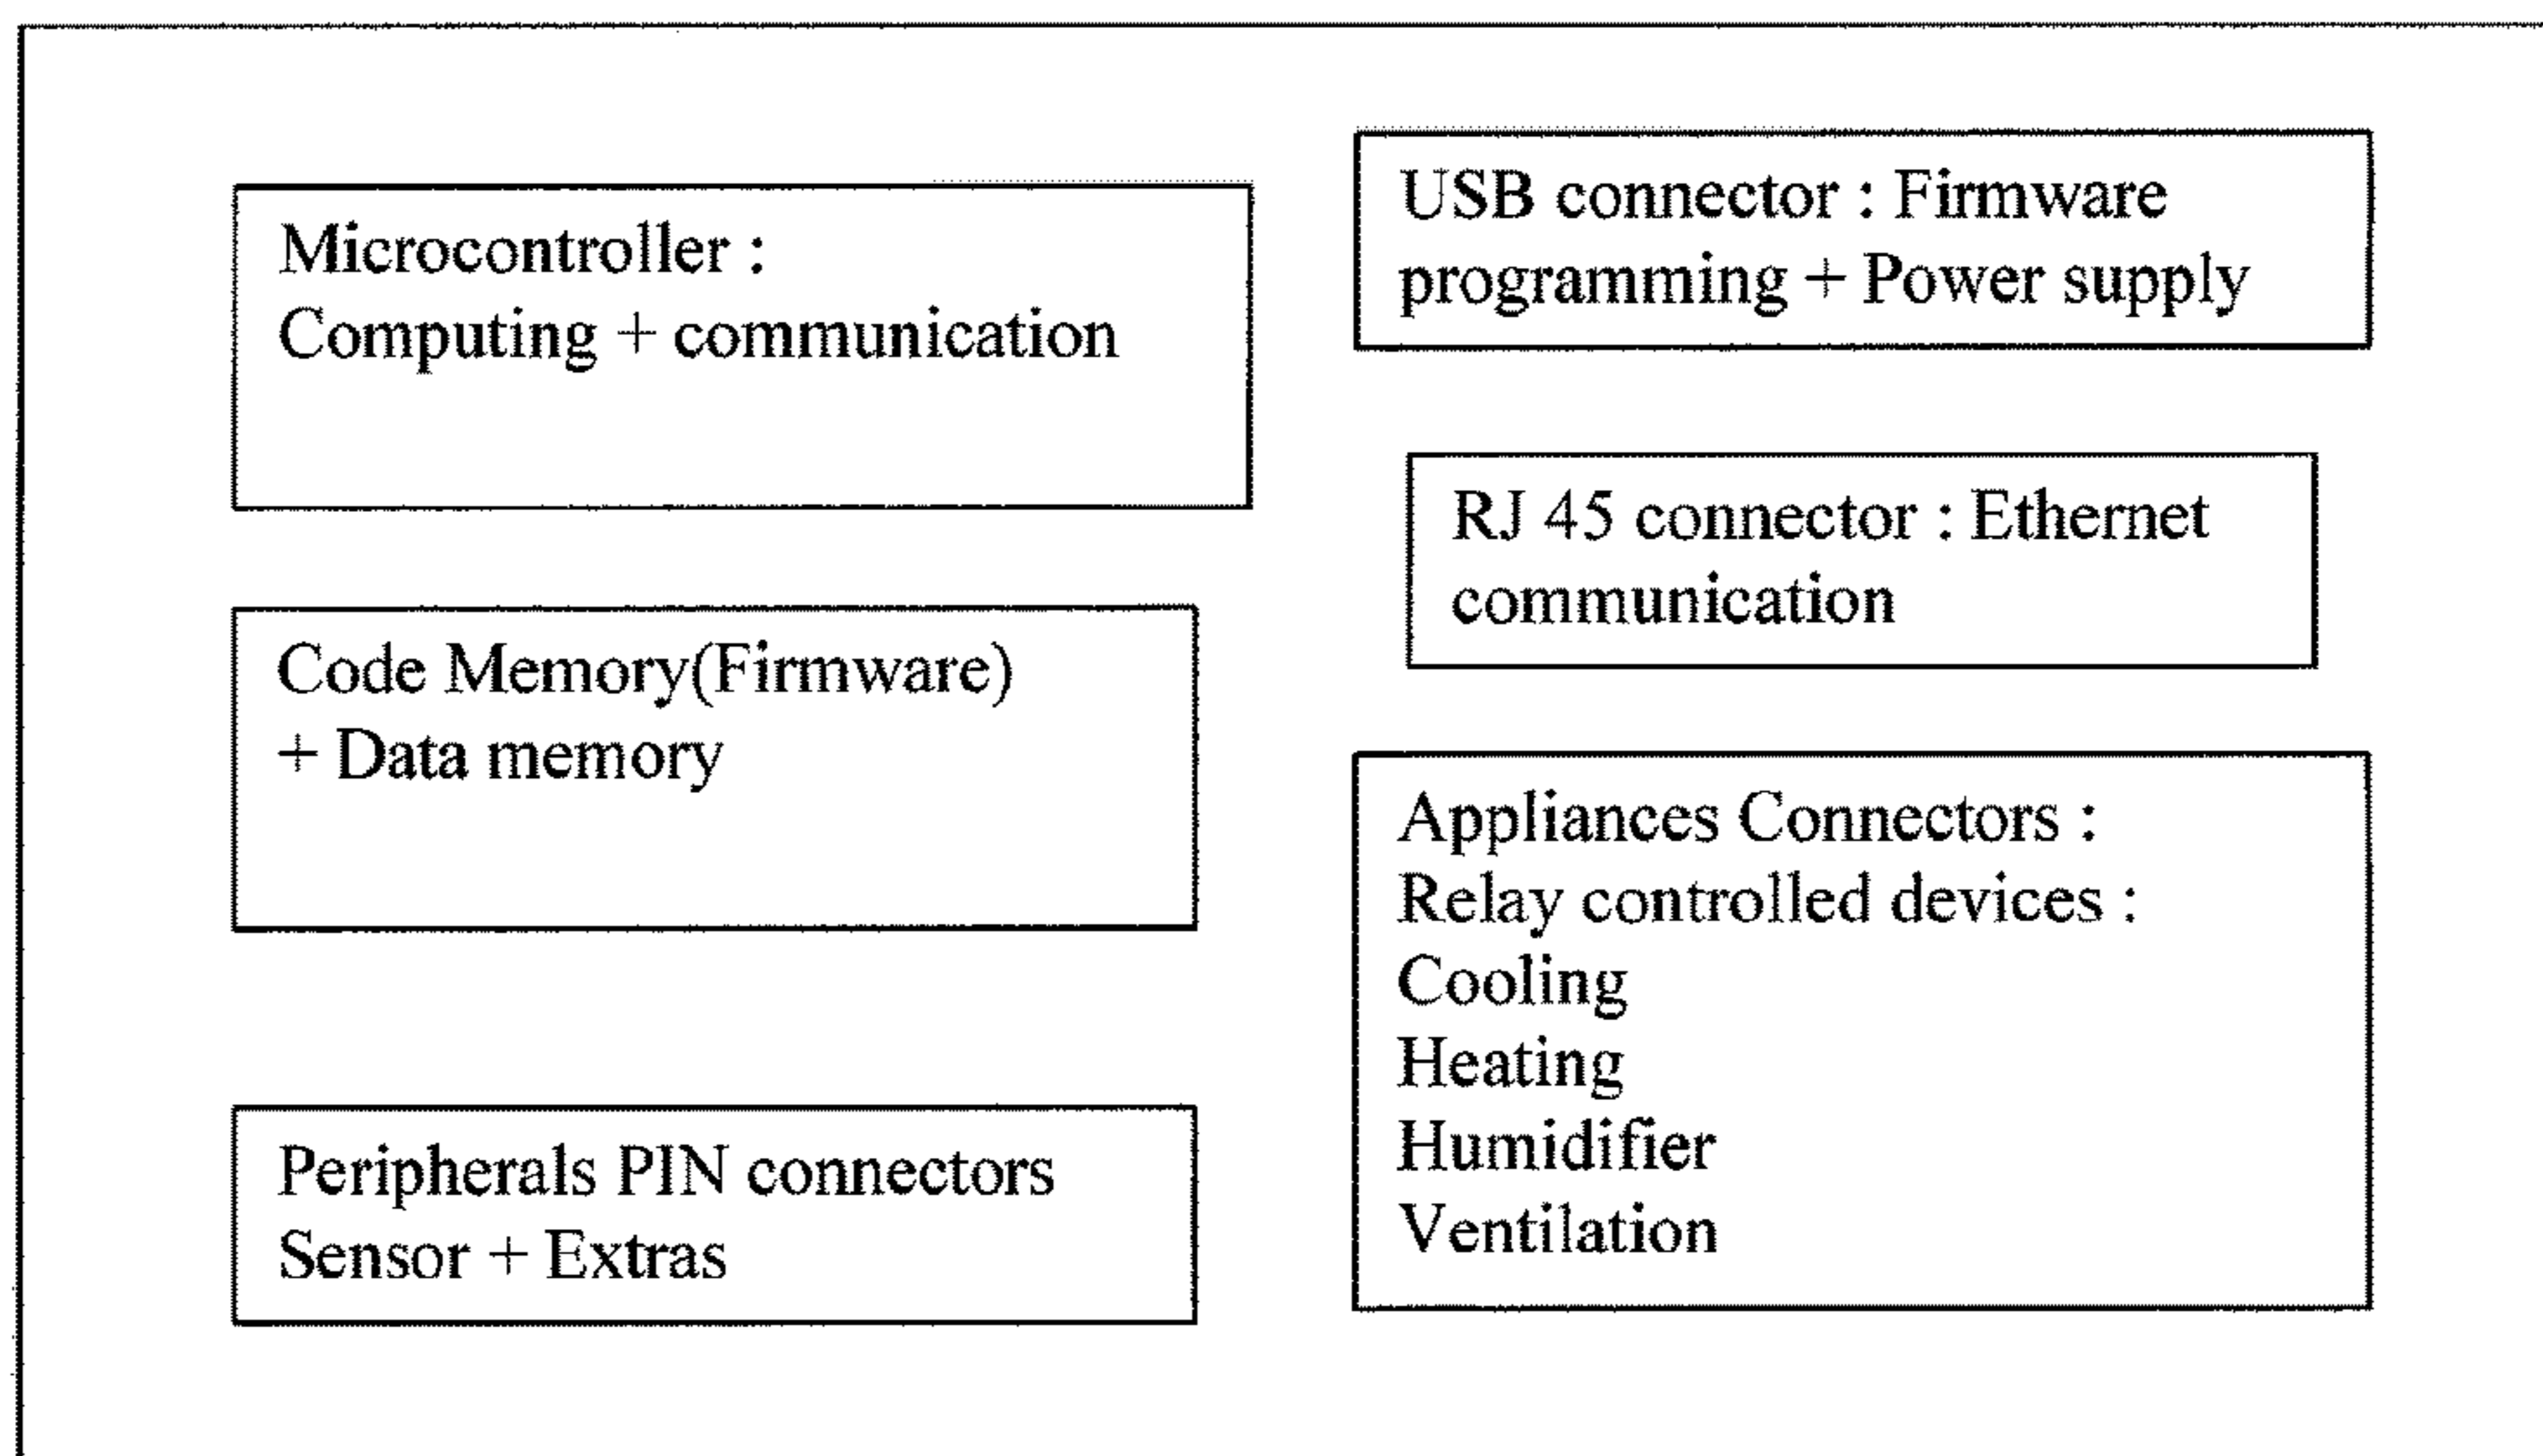 Microcontroller :
Computing + communication
Code Memory(Firmware)
+ Data memory
Peripherals PIN connectors
Sensor + Extras
USB connector : Firmware
programming + Power supply
RJ 45 connector : Ethernet
communication
Appliances Connectors :
Relay controlled devices :
Cooling
Heating
Humidifier
Ventilation